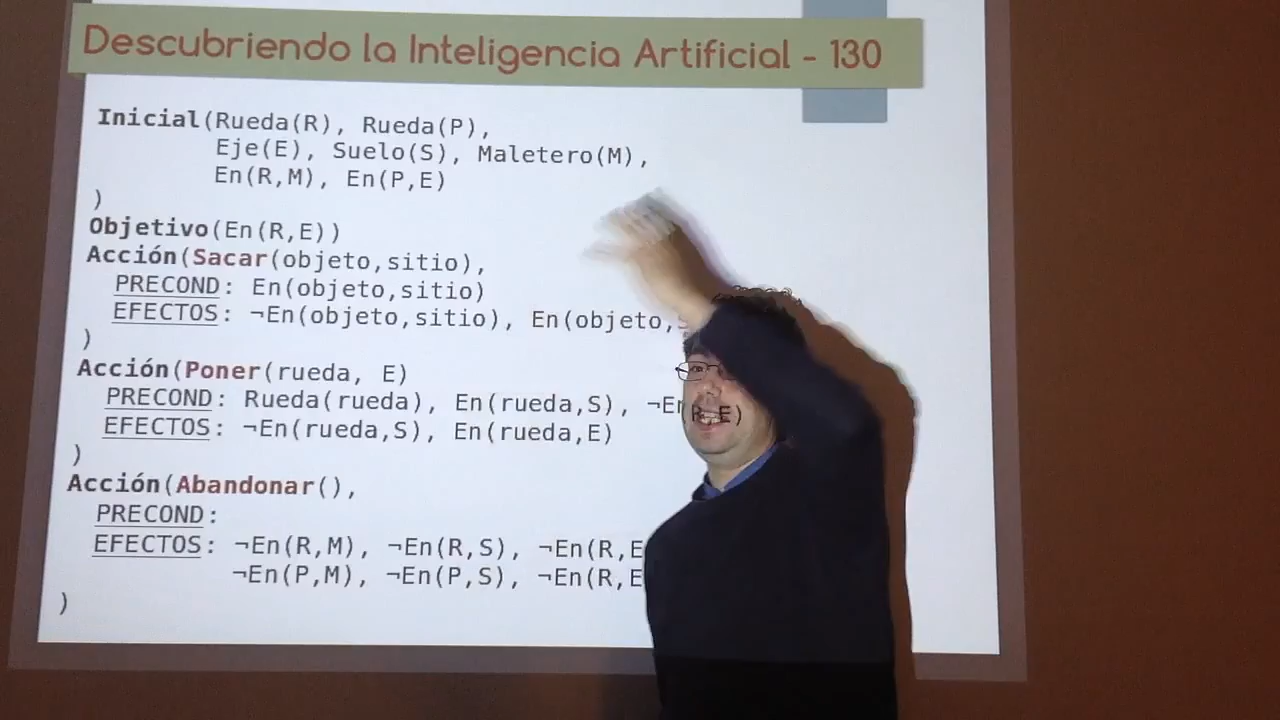 Descubriendo la Inteligencia Artificial - 130
Inicial(Rueda(R), Rueda(P),
Eje(E), Suelo(S), Maletero(M),
En(R,M), En(P,E)
)
Objetivo(En(R,E))
Acción(Sacar(objeto,sitio),
PRECOND: En(objeto,sitio)
EFECTOS: ¬En(objeto,sitio), En(objeto,
)
Acción(Poner(rueda, E)
PRECOND: Rueda(rueda), En(rueda,S), ¬En(R,E)
EFECTOS: ¬En(rueda,S), En(rueda,E)
)
Acción(Abandonar(),
PRECOND:
EFECTOS: ¬En(R,M), ¬En(R,S), ¬En(R,E
¬En(P,M), ¬En(P,S), ¬En(R,E
)